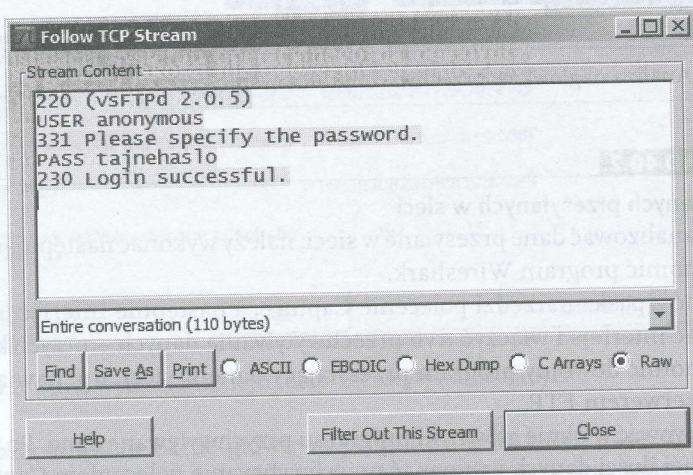 Follow TCP Stream
Stream Content
220 (vsFTPd 2.0.5)
USER anonymous
331 Please specify the password.
PASS tajnehaslo
230 Login successful.
Entire conversation (110 bytes)
Find Save As Print ASCII EBCDIC Hex Dump C Arrays Raw
Help Filter Out This Stream Close